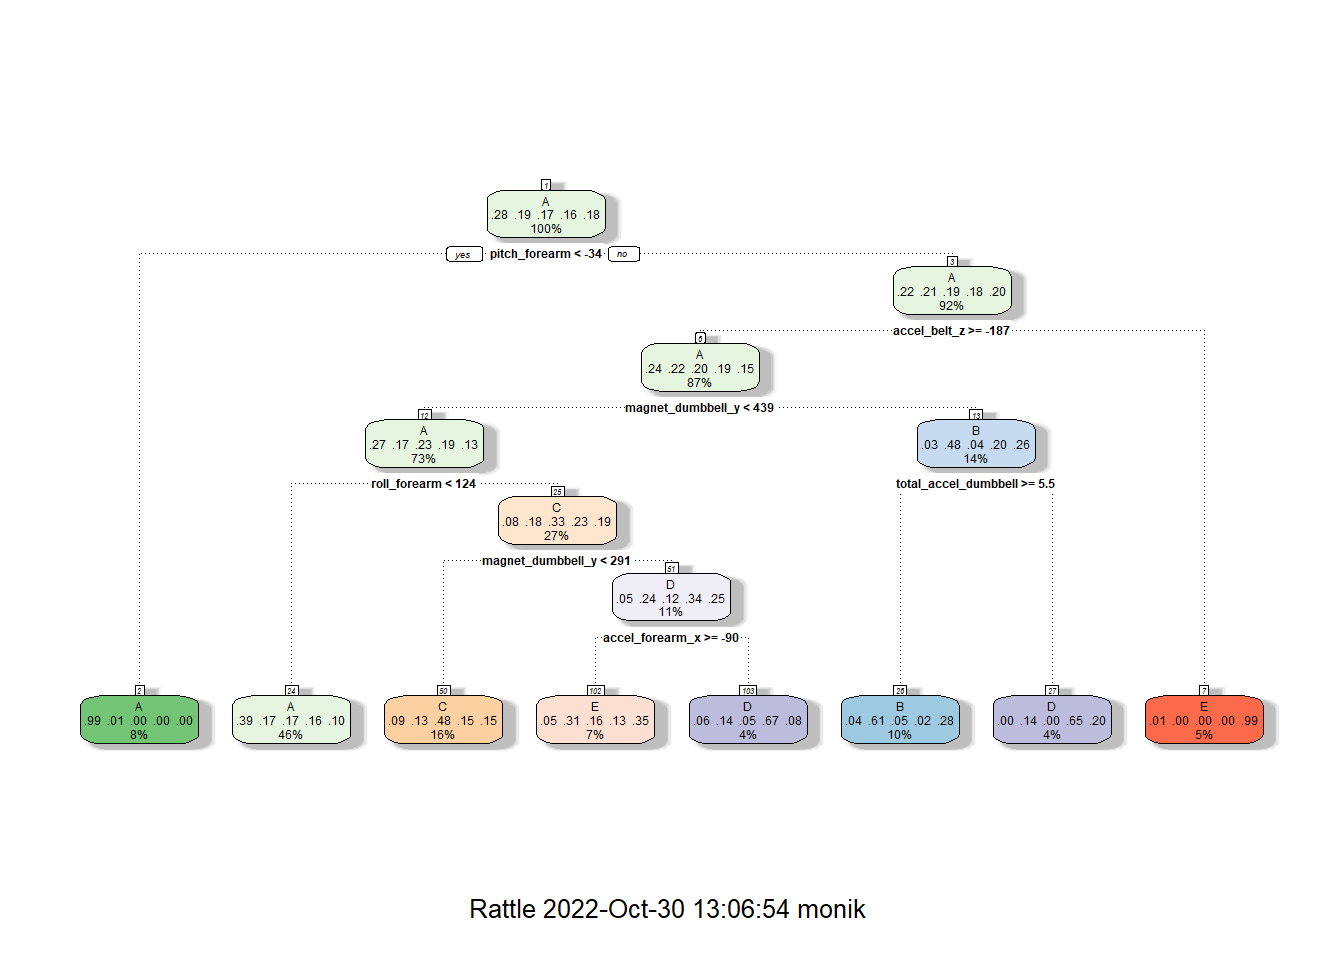 1
A
.28 .19 .17 .16 .18
100%
yes pitch_forearm < -34 no
3
A
.22 .21 .19 .18 .20
92%
accel_belt_z >= -187
6
A
.24 .22 .20 .19 .15
87%
magnet_dumbbell_y < 439
12
A
.27 .17 .23 .19 .13
73%
13
B
.03 .48 .04 .20 .26
14%
roll_forearm < 124
total_accel_dumbbell >= 5.5
25
C
.08 .18 .33 .23 .19
27%
magnet_dumbbell_y < 291
51
D
.05 .24 .12 .34 .25
11%
accel_forearm_x >= -90
2
A
.99 .01 .00 .00 .00
8%
24
A
.39 .17 .17 .16 .10
46%
50
C
.09 .13 .48 .15 .15
16%
102
E
.05 .31 .16 .13 .35
7%
103
D
.06 .14 .05 .67 .08
4%
26
B
.04 .61 .05 .02 .28
10%
27
D
.00 .14 .00 .65 .20
4%
7
E
.01 .00 .00 .00 .99
5%
Rattle 2022-Oct-30 13:06:54 monik